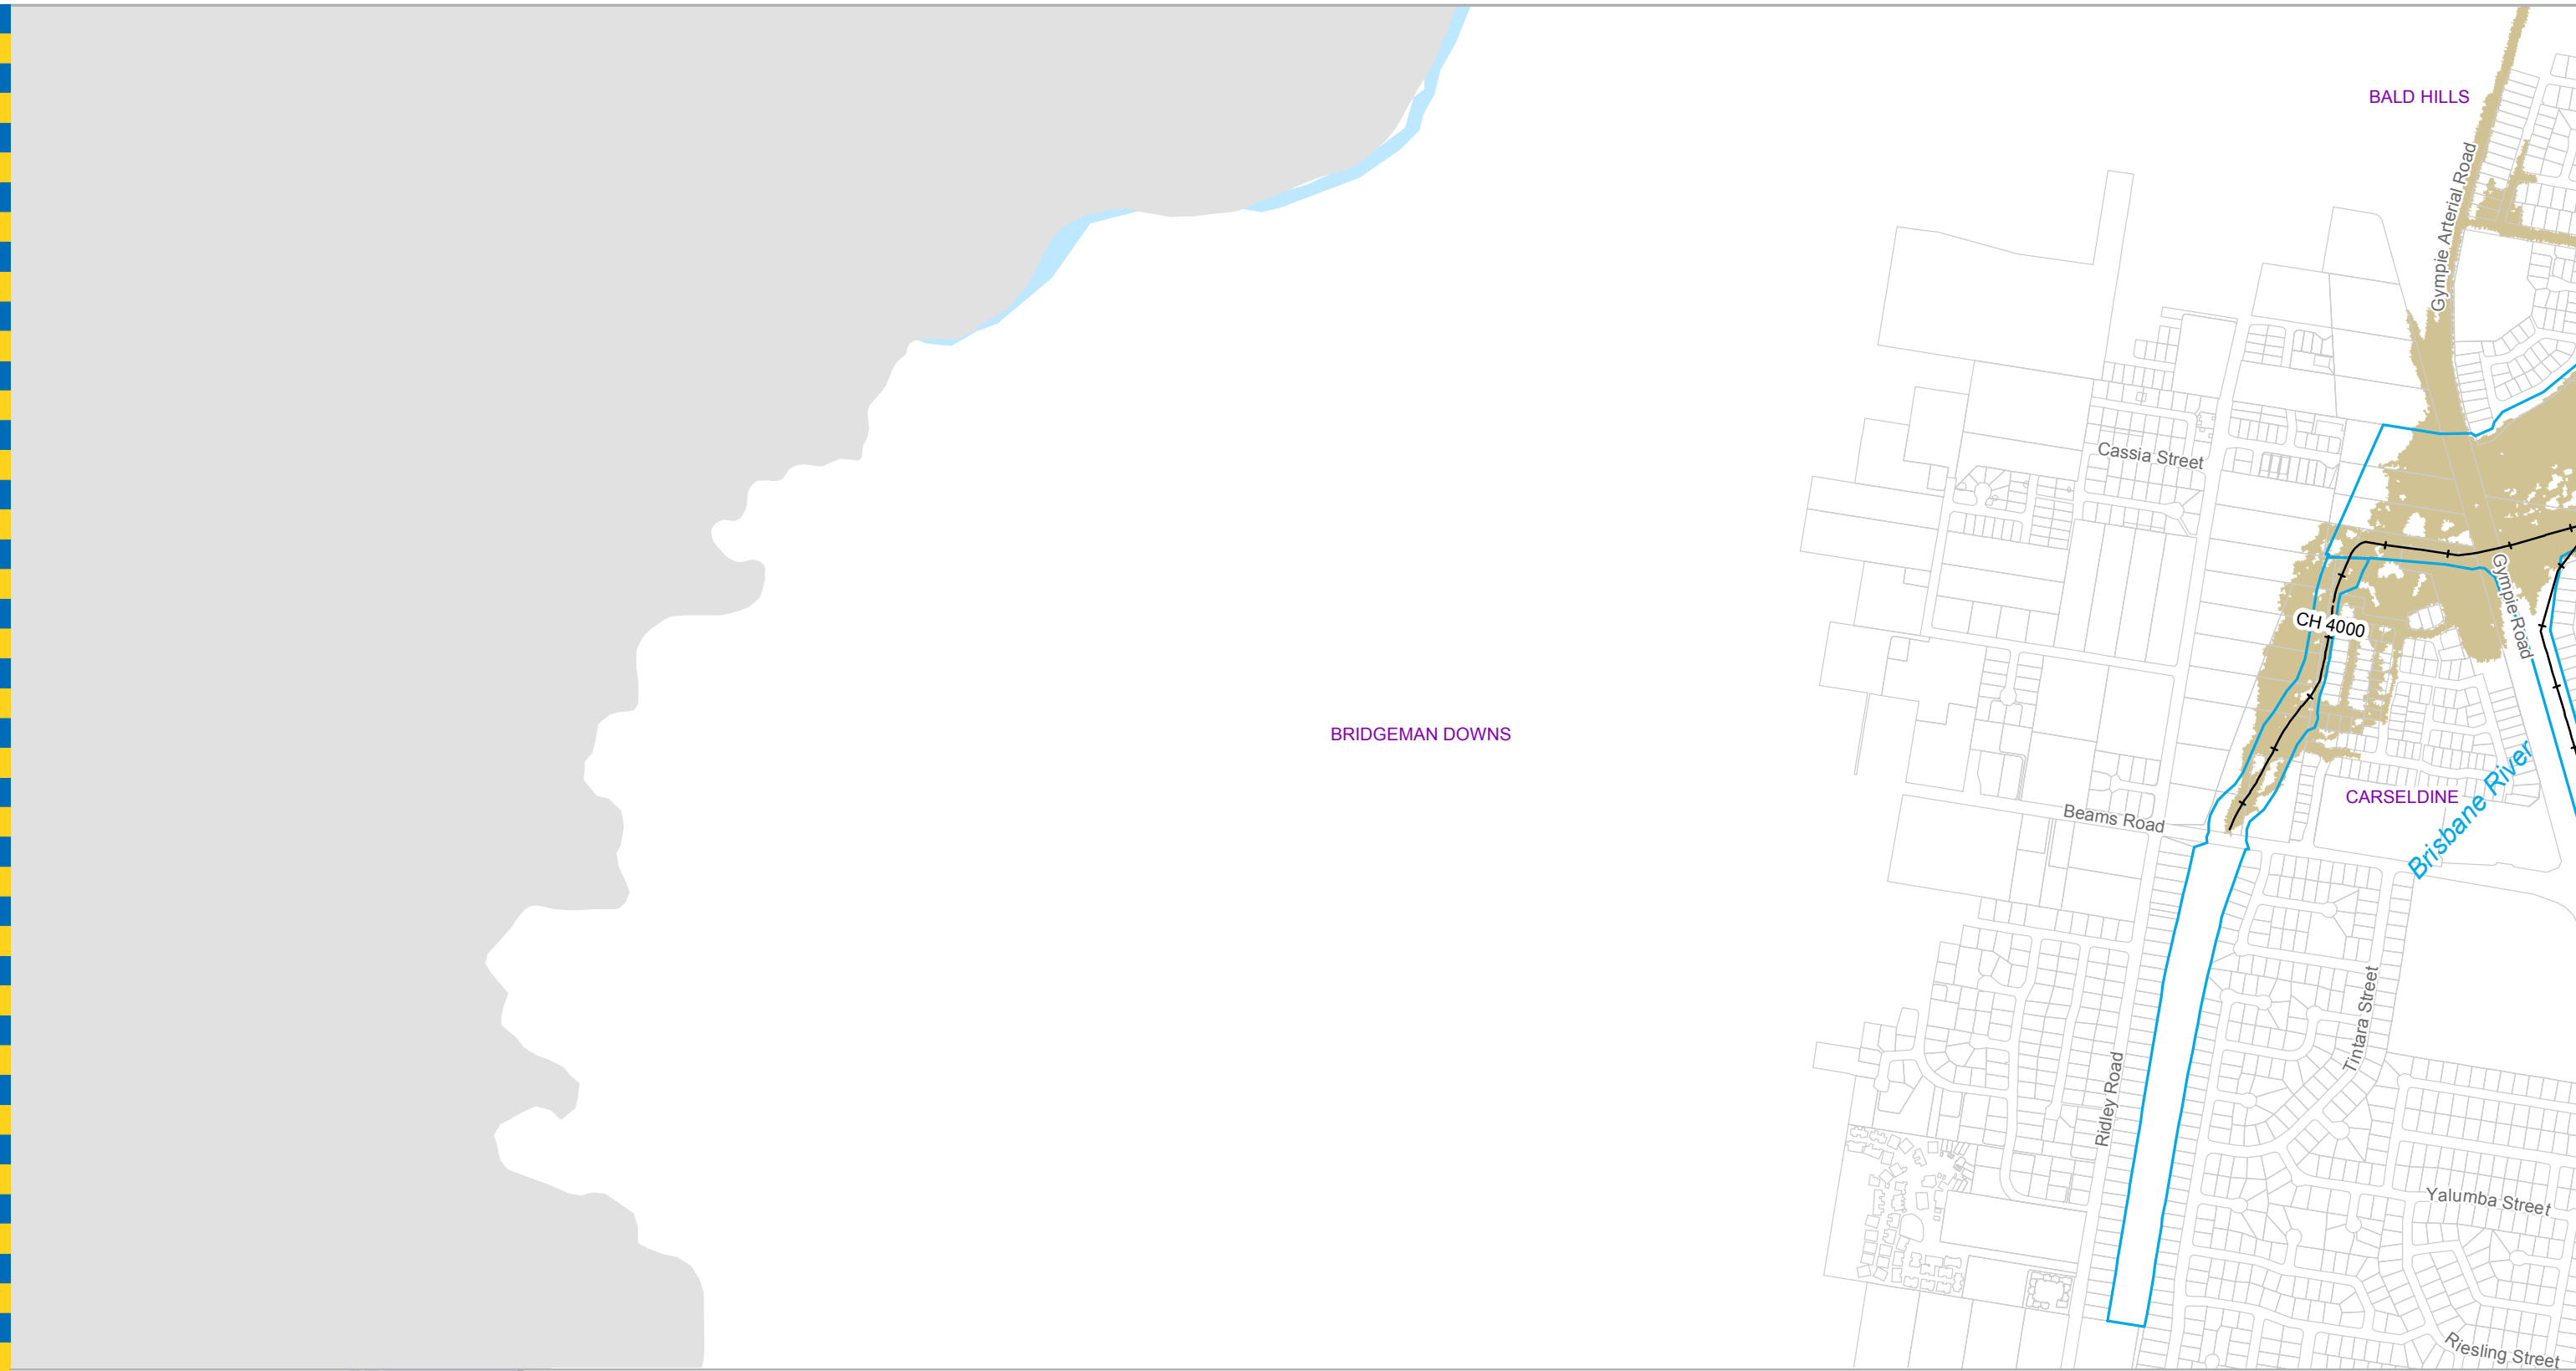 BALD HILLS
Gympie Arterial Road
Cassia Street
Gympie Road
CH 4000
BRIDGEMAN DOWNS
CARSELDINE
Brisbane River
Beams Road
Tintara Street
Ridley Road
Yalumba Street
Riesling Street